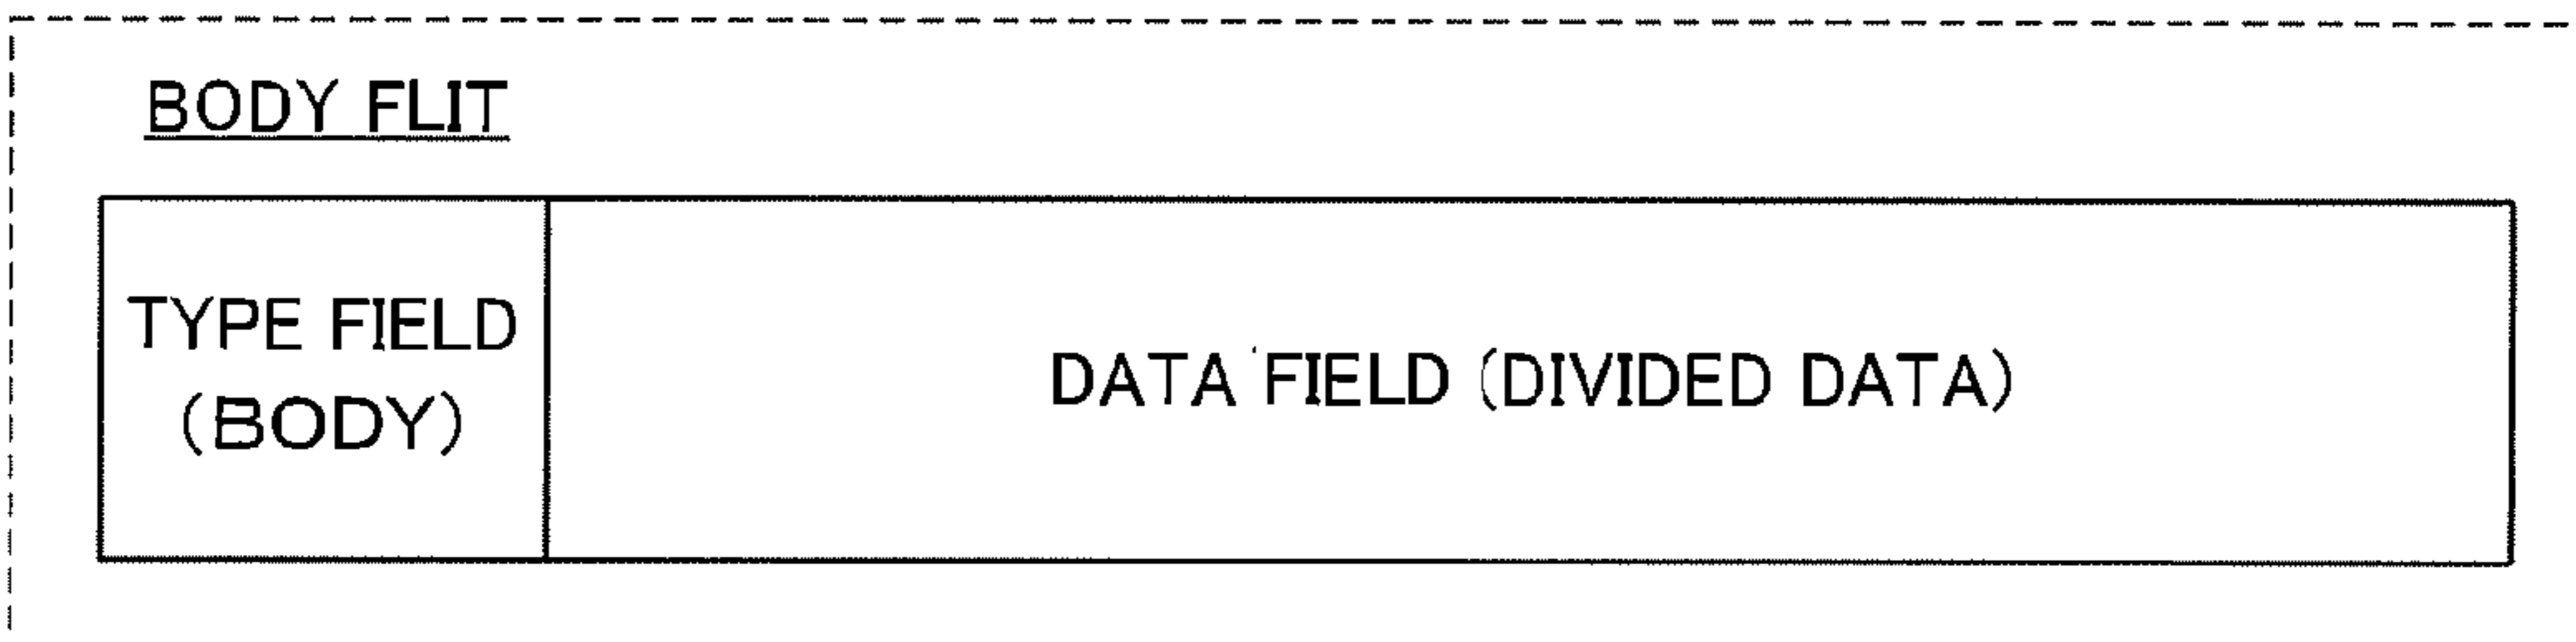 BODY FLIT
TYPE FIELD
(BODY)
DATA FIELD (DIVIDED DATA)